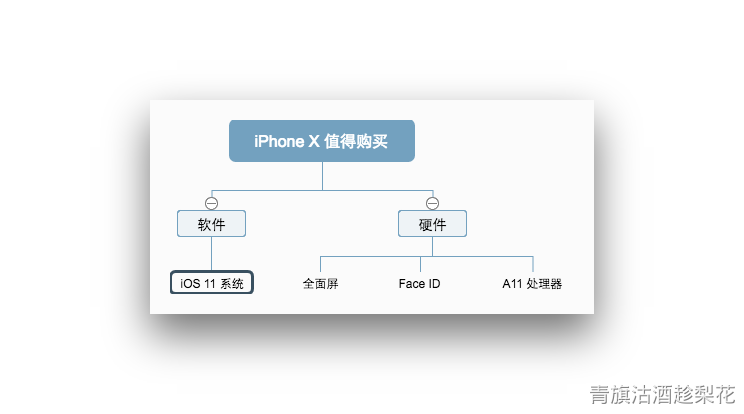 iPhone X 值得购买
软件
硬件
iOS 11 系统
全面屏
Face ID
A11 处理器
青旗沽酒趁梨花